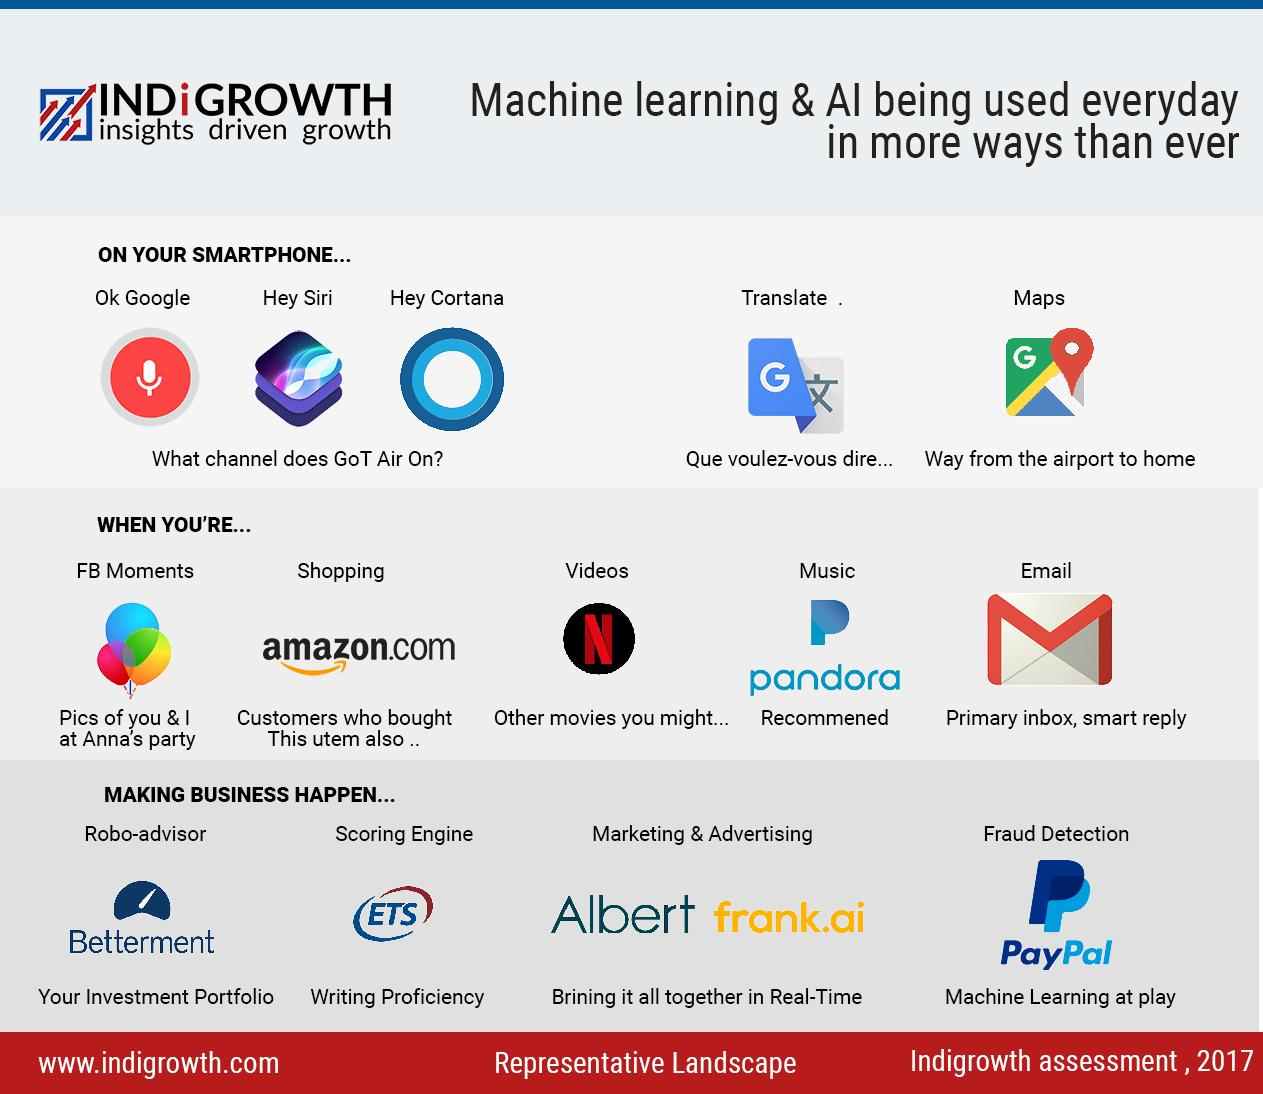 INDiGROWTH
insights driven growth
Machine learning & AI being used everyday
in more ways than ever
ON YOUR SMARTPHONE...
Ok Google
Hey Siri
Hey Cortana
Translate .
Maps
G
文
G
What channel does GoT Air On?
Que voulez-vous dire...
Way from the airport to home
WHEN YOU’RE...
FB Moments
Shopping
Videos
Music
Email
amazon.com
N
P
pandora
M
Pics of you & I
at Anna's party
Customers who bought
This utem also ..
Other movies you might...
Recommened
Primary inbox, smart reply
MAKING BUSINESS HAPPEN...
Robo-advisor
Scoring Engine
Marketing & Advertising
Fraud Detection
Betterment
ETS
Albert
frank.ai
P
PayPal
Your Investment Portfolio
Writing Proficiency
Brining it all together in Real-Time
Machine Learning at play
www.indigrowth.com
Representative Landscape
Indigrowth assessment , 2017